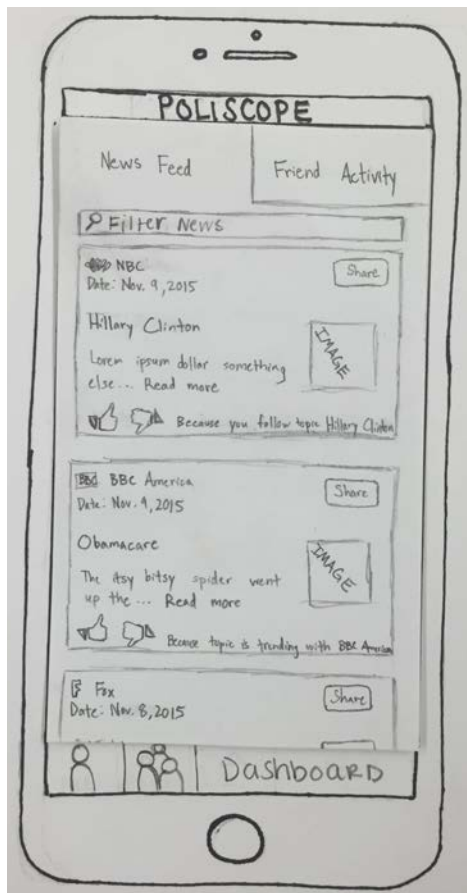 POLISCOPE
News Feed
Friend Activity
Filter News
NBC
Share
Date: Nov. 9, 2015
Hillary Clinton
IMAGE
Lorem ipsum dollar something
else... Read more
Because you follow topic Hillary Clinton
BBC BBC America
Share
Date: Nov. 9, 2015
Obamacare
IMAGE
The itsy bitsy spider went
up the ... Read more
Because topic is trending with BBC America
F Fox
Share
Date: Nov. 8, 2015
Dashboard